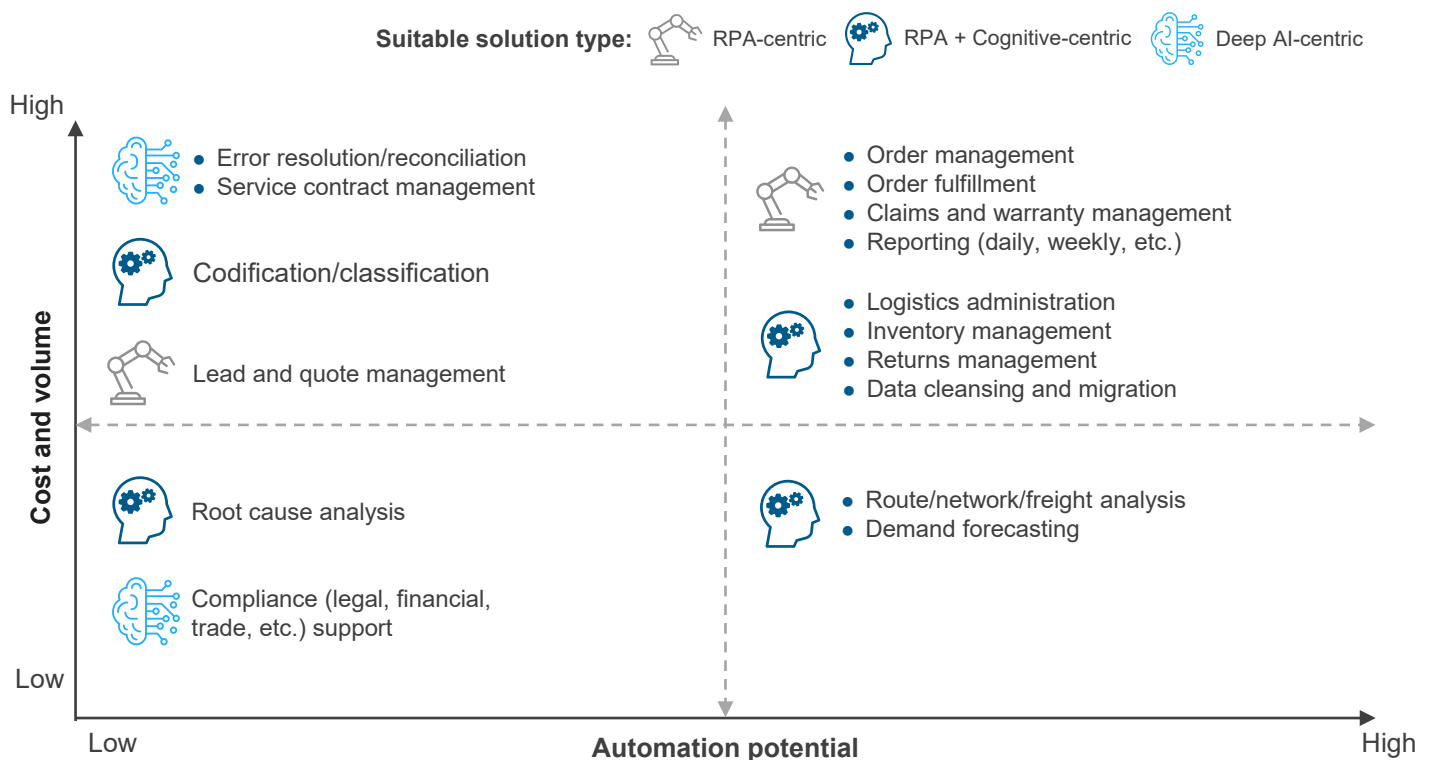 Suitable solution type: RPA-centric RPA + Cognitive-centric Deep AI-centric
High
● Error resolution/reconciliation
● Service contract management
Codification/classification
Lead and quote management
● Order management
● Order fulfillment
● Claims and warranty management
● Reporting (daily, weekly, etc.)
● Logistics administration
● Inventory management
● Returns management
● Data cleansing and migration
Cost and volume
Root cause analysis
Compliance (legal, financial,
trade, etc.) support
● Route/network/freight analysis
● Demand forecasting
Low
Low
Automation potential
High